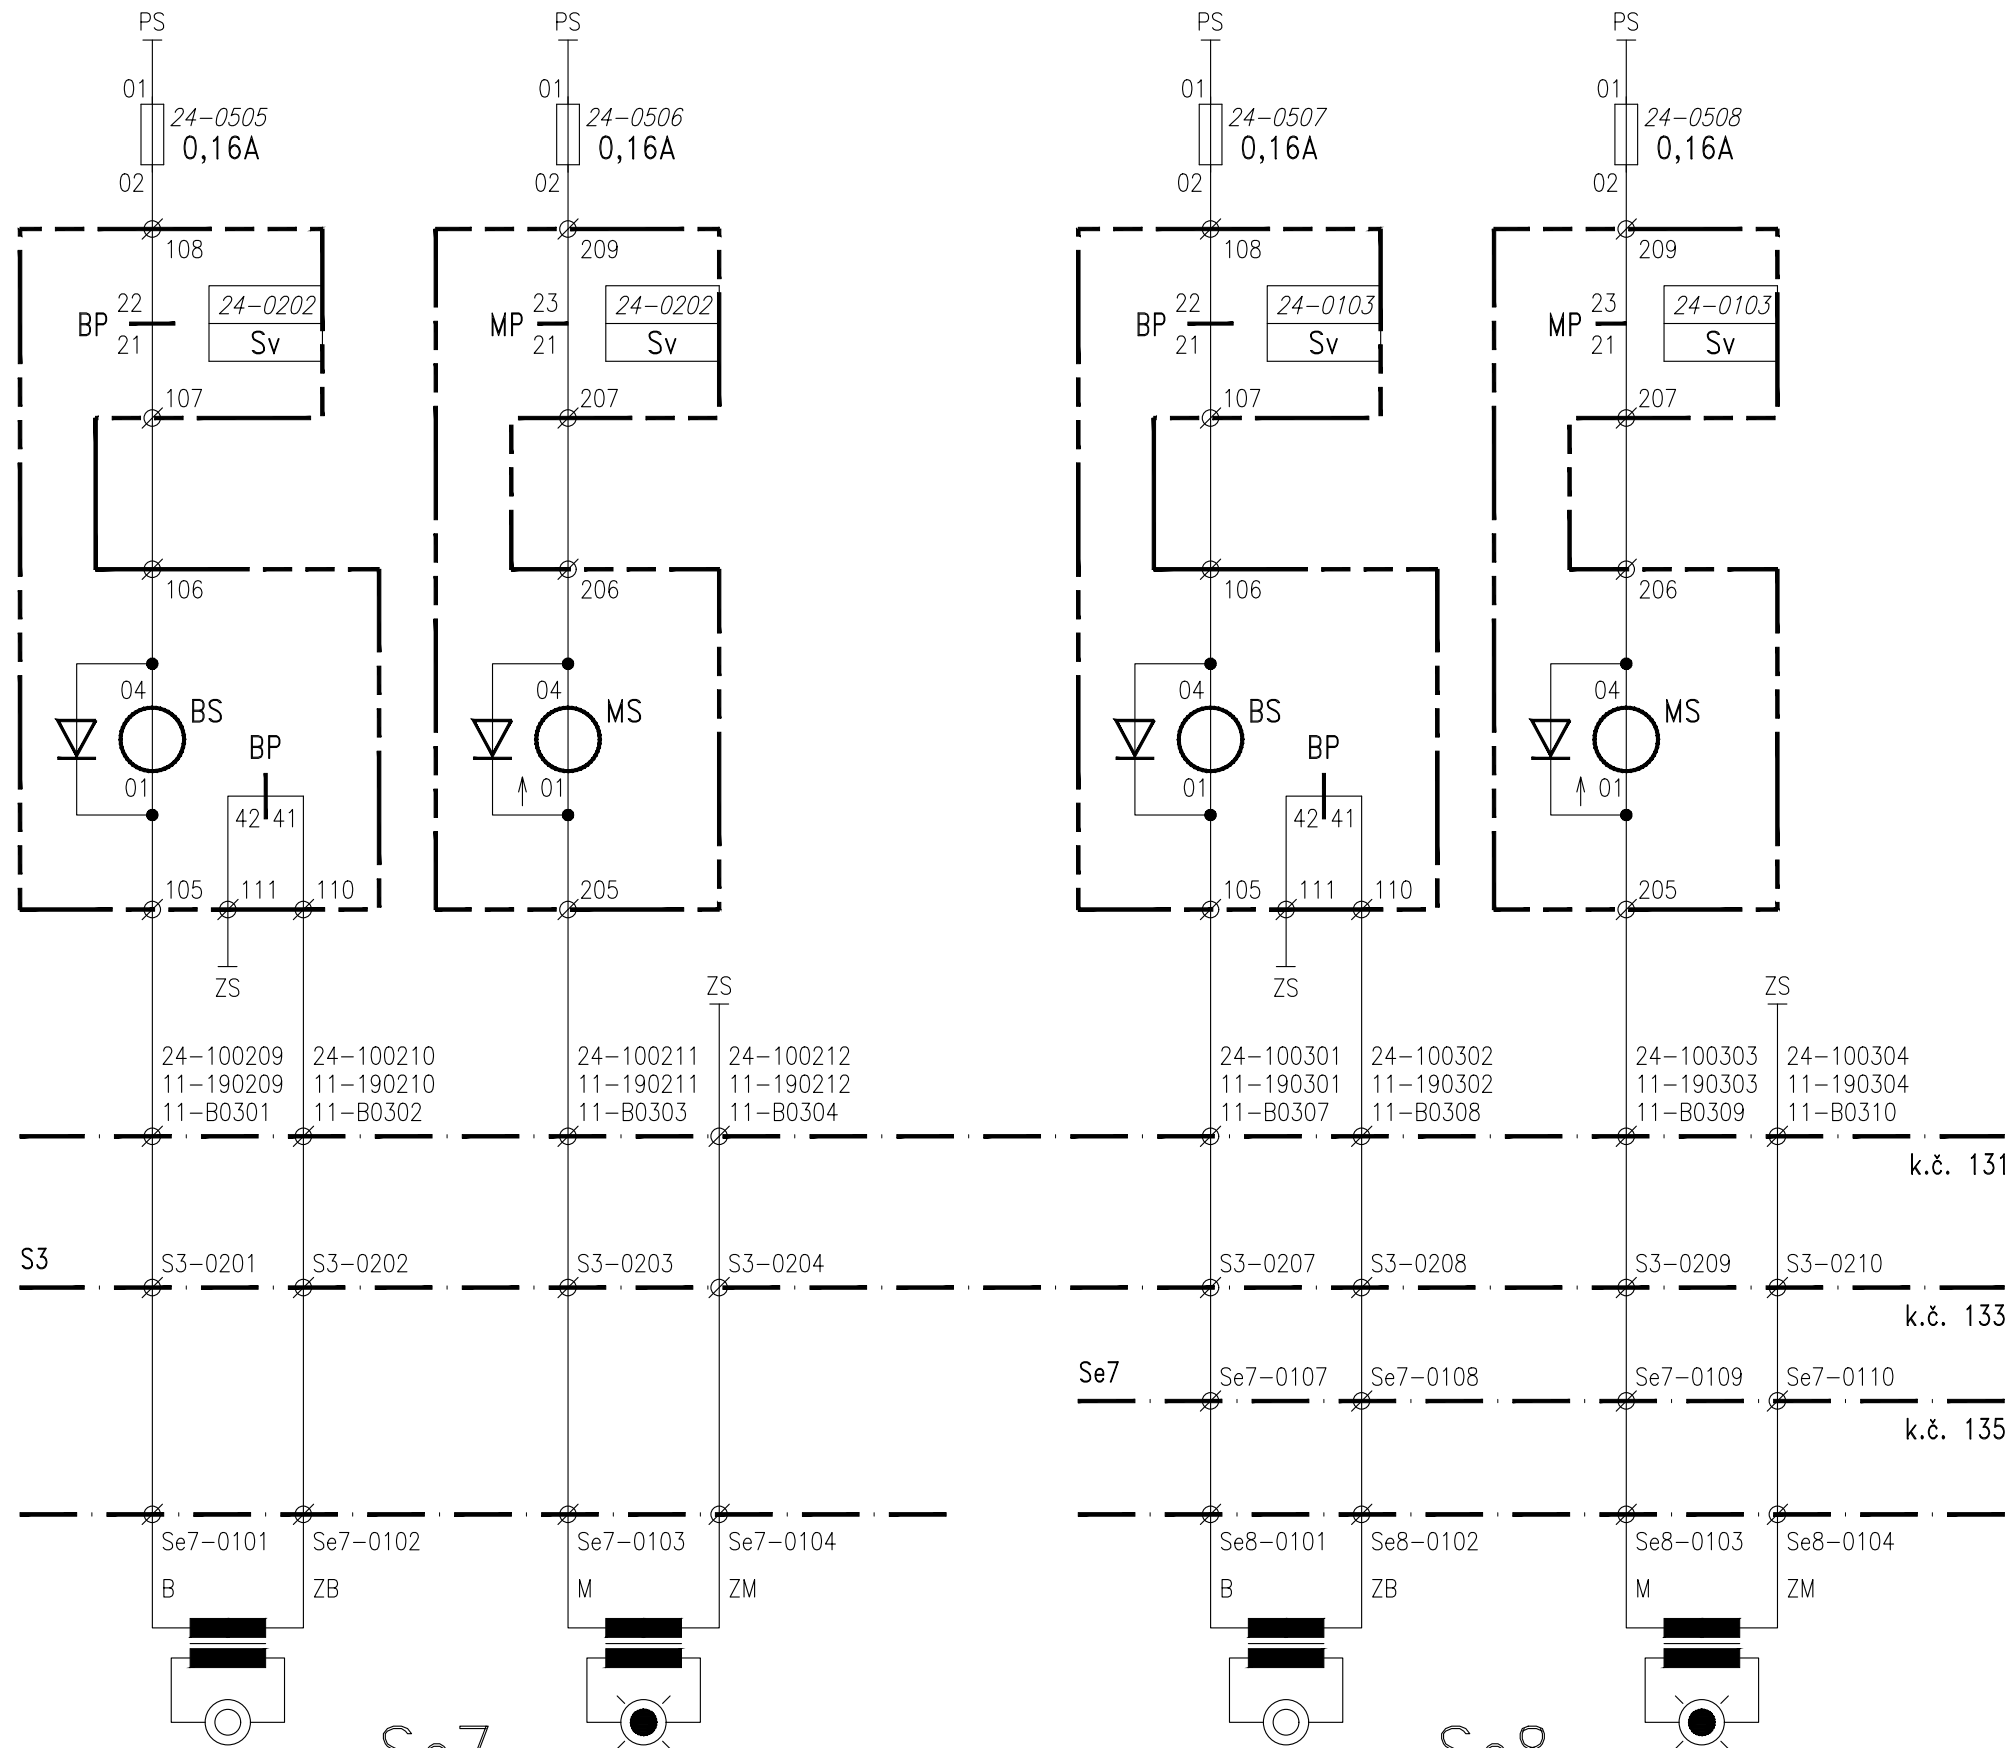 PS PS PS PS
01 01 01 01
24-0505 24-0506 24-0507 24-0508
0,16A 0,16A 0,16A 0,16A
02 02 02 02
108 209 108 209
22 24-0202 23 24-0202 22 24-0103 23 24-0103
BP MP BP MP
21 Sv 21 Sv 21 Sv 21 Sv
107 207 107 207
106 206 106 206
04 04 04 04
BS MS BS MS
BP BP
01 01 01 01
42 41 42 41
105 111 110 205 105 111 110 205
ZS ZS ZS ZS
24-100209 24-100210 24-100211 24-100212 24-100301 24-100302 24-100303 24-100304
11-190209 11-190210 11-190211 11-190212 11-190301 11-190302 11-190303 11-190304
11-B0301 11-B0302 11-B0303 11-B0304 11-B0307 11-B0308 11-B0309 11-B0310
k.č. 131
S3 S3-0201 S3-0202 S3-0203 S3-0204 S3-0207 S3-0208 S3-0209 S3-0210
k.č. 133
Se7 Se7-0107 Se7-0108 Se7-0109 Se7-0110
k.č. 135
Se7-0101 Se7-0102 Se7-0103 Se7-0104 Se8-0101 Se8-0102 Se8-0103 Se8-0104
B ZB M ZM B ZB M ZM
Se7 Se8